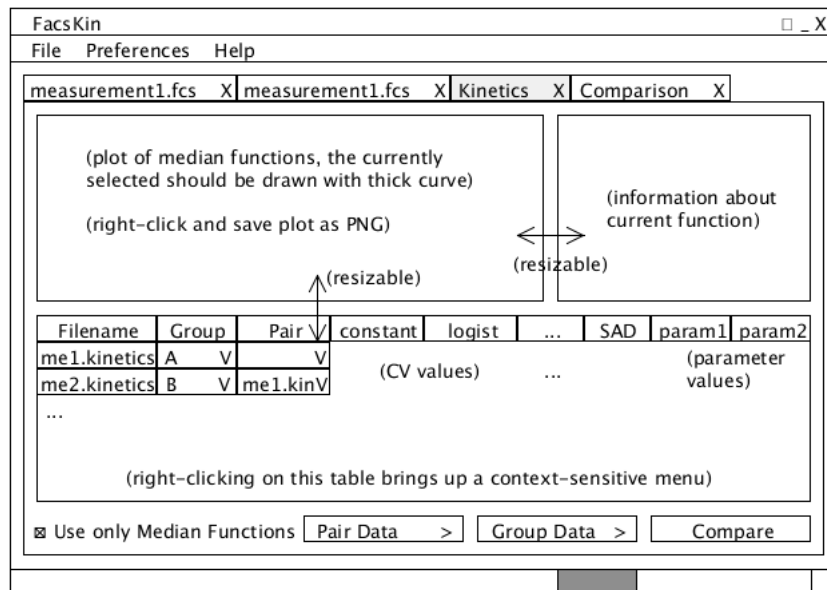 FacsKin □ _ X
File Preferences Help
measurement1.fcs X measurement1.fcs X Kinetics X Comparison X
(plot of median functions, the currently
selected should be drawn with thick curve)
(right-click and save plot as PNG)
(information about
current function)
(resizable)
(resizable)
Filename Group Pair V constant logist ... SAD param1 param2
me1.kinetics A V V
me2.kinetics B V me1.kinV
(CV values) ...
(parameter
values)
...
(right-clicking on this table brings up a context-sensitive menu)
☒ Use only Median Functions Pair Data > Group Data > Compare